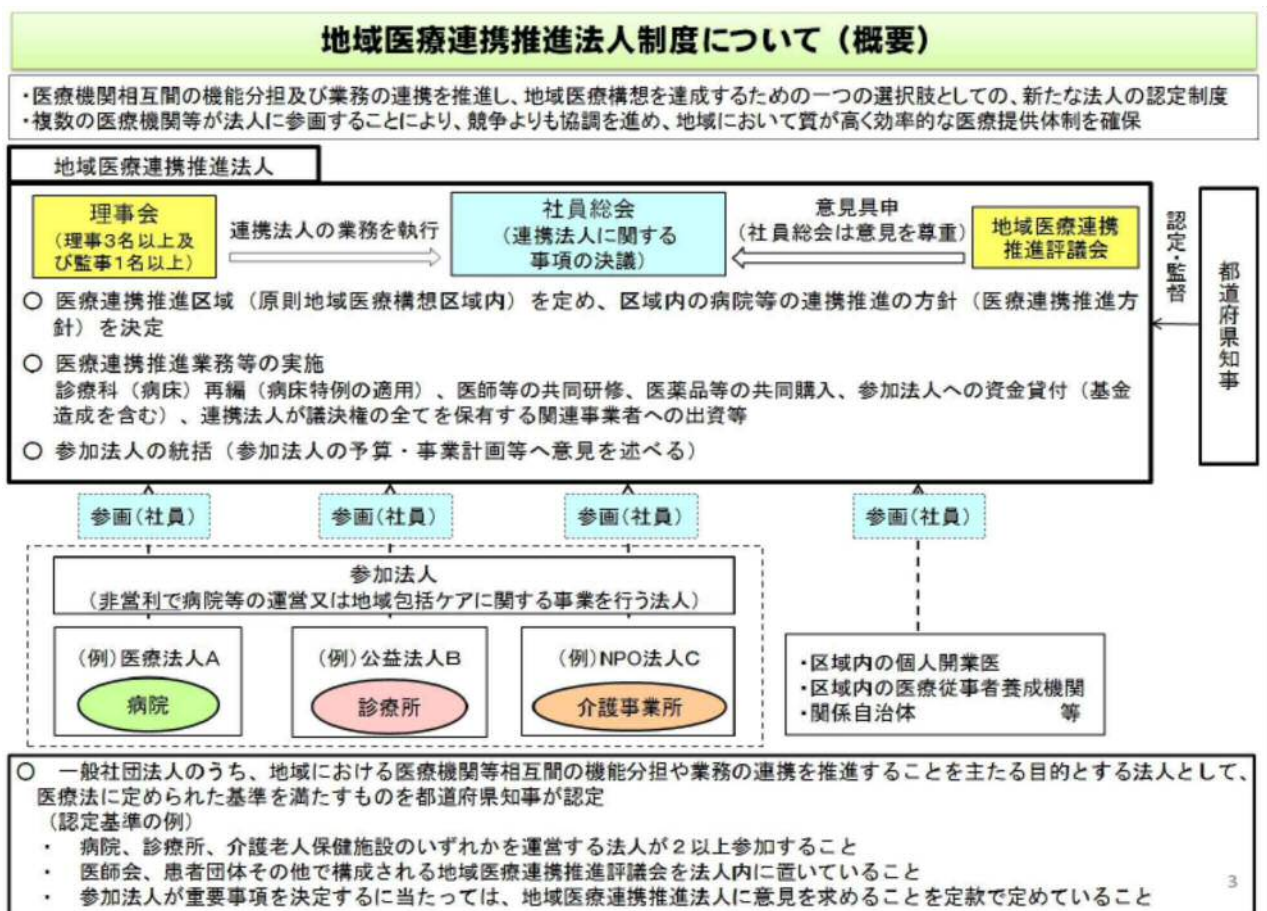 地域医療連携推進法人制度について（概要）
・医療機関相互間の機能分担及び業務の連携を推進し、地域医療構想を達成するための一つの選択肢としての、新たな法人の認定制度
・複数の医療機関等が法人に参画することにより、競争よりも協調を進め、地域において質が高く効率的な医療提供体制を確保
地域医療連携推進法人
理事会
（理事3名以上及
び監事1名以上）
連携法人の業務を執行
社員総会
（連携法人に関する
事項の決議）
意見具申
（社員総会は意見を尊重）
地域医療連携
推進評議会
認定・監督
都道府県知事
○ 医療連携推進区域（原則地域医療構想区域内）を定め、区域内の病院等の連携推進の方針（医療連携推進方
針）を決定
○ 医療連携推進業務等の実施
診療科（病床）再編（病床特例の適用）、医師等の共同研修、医薬品等の共同購入、参加法人への資金貸付（基金
造成を含む）、連携法人が議決権の全てを保有する関連事業者への出資等
○ 参加法人の統括（参加法人の予算・事業計画等へ意見を述べる）
参画（社員）
参画（社員）
参画（社員）
参画（社員）
参加法人
（非営利で病院等の運営又は地域包括ケアに関する事業を行う法人）
（例）医療法人A
病院
（例）公益法人B
診療所
（例）NPO法人C
介護事業所
・区域内の個人開業医
・区域内の医療従事者養成機関
・関係自治体 等
○ 一般社団法人のうち、地域における医療機関等相互間の機能分担や業務の連携を推進することを主たる目的とする法人として、
医療法に定められた基準を満たすものを都道府県知事が認定
（認定基準の例）
・ 病院、診療所、介護老人保健施設のいずれかを運営する法人が２以上参加すること
・ 医師会、患者団体その他で構成される地域医療連携推進評議会を法人内に置いていること
・ 参加法人が重要事項を決定するに当たっては、地域医療連携推進法人に意見を求めることを定款で定めていること
3